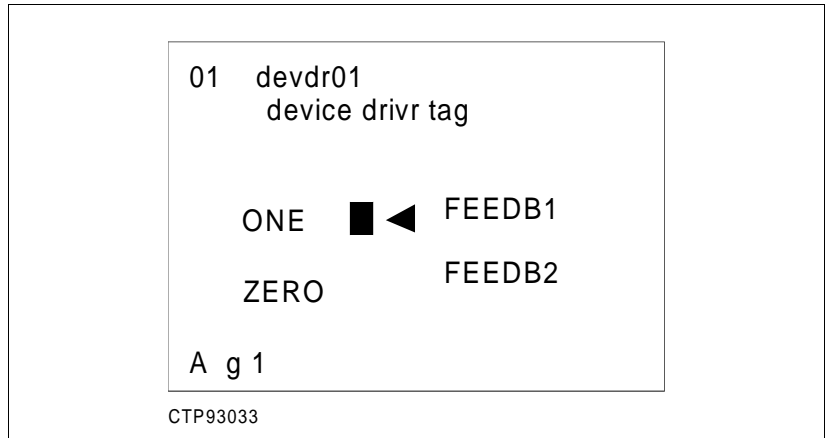 01 devdr01
device drivr tag
ONE FEEDB1
ZERO FEEDB2
A g 1
CTP93033